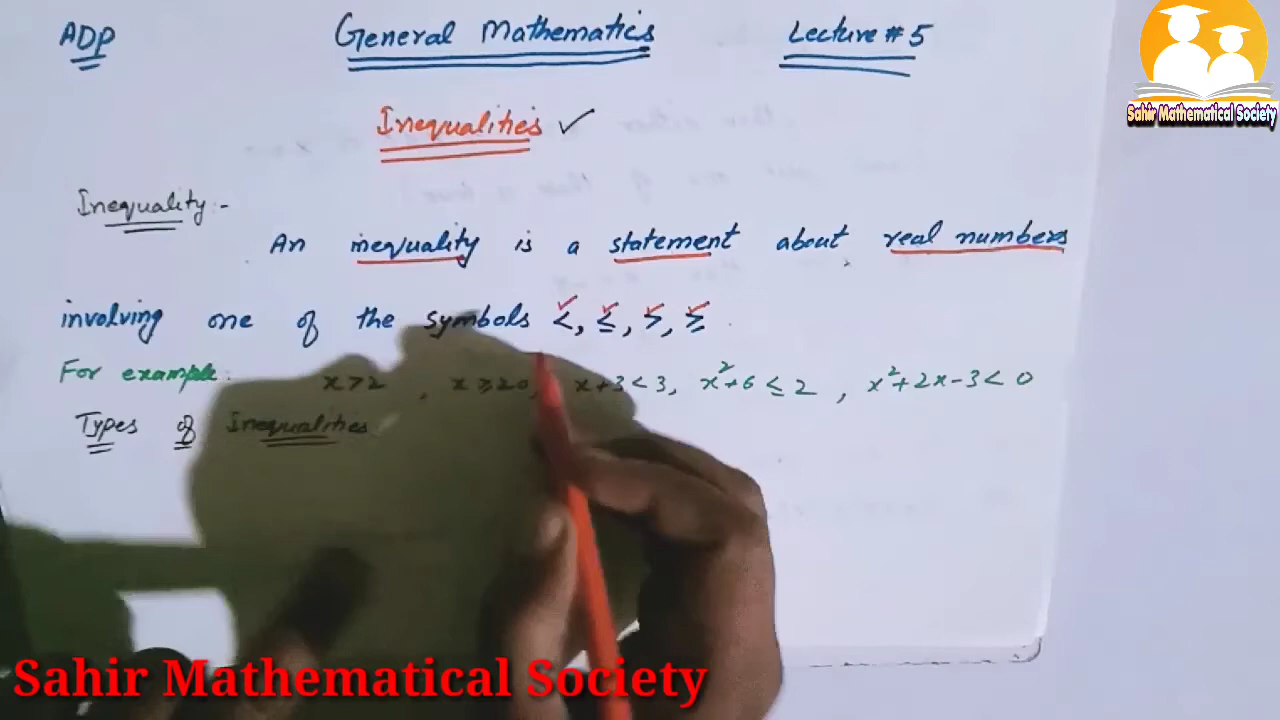 ADP General Mathematics Lecture # 5
Sahir Mathematical Society
Inequalities ✓
Inequality:-
An inequality is a statement about real numbers
involving one of the symbols <, ≤, >, ≥
For example: x > 2 , x ≥ 20, x + 3 < 3, x² + 6 ≤ 2 , x² + 2x - 3 < 0
Types of Inequalities
Sahir Mathematical Society